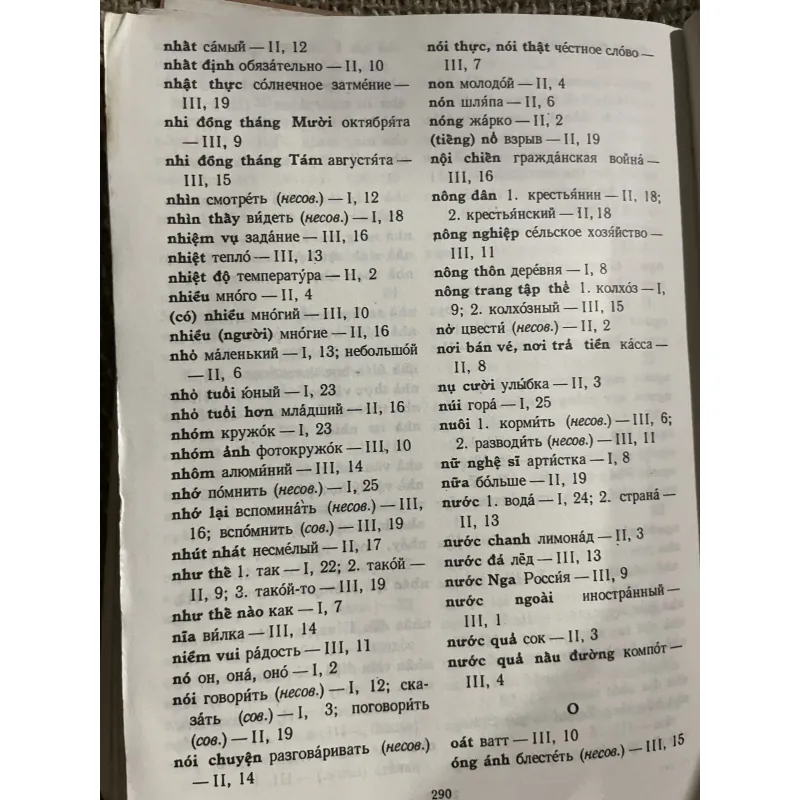 nhất са́мый — II, 12
nhất định обяза́тельно — II, 10
nhật thực со́лнечное затме́ние —
III, 19
nhi đồng tháng Mười октября́та
— III, 9
nhi đồng tháng Tám августя́та —
III, 15
nhìn смотре́ть (несов.) — I, 12
nhìn thấy ви́деть (несов.) — I, 18
nhiệm vụ зада́ние — III, 16
nhiệt тепло́ — III, 13
nhiệt độ температу́ра — II, 2
nhiều мно́го — II, 4
(có) nhiều мно́гий — III, 10
nhiều (người) мно́гие — II, 16
nhỏ ма́ленький — I, 13; небольшо́й
— II, 6
nhỏ tuổi ю́ный — I, 23
nhỏ tuổi hơn мла́дший — II, 16
nhóm кружо́к — I, 23
nhóm ảnh фотокружо́к — III, 10
nhôm алюми́ний — III, 14
nhớ по́мнить (несов.) — I, 25
nhớ lại вспомина́ть (несов.) — III,
16; вспо́мнить (сов.) — III, 19
nhút nhát несме́лый — II, 17
như thế 1. так — I, 22; 2. тако́й —
II, 9; 3. тако́й-то — III, 19
như thế nào как — I, 7
nĩa ви́лка — III, 14
niềm vui ра́дость — III, 11
nó он, она́, оно́ — I, 2
nói говори́ть (несов.) — I, 12; ска-
за́ть (сов.) — I, 3; поговори́ть
(сов.) — II, 19
nói chuyện разгова́ривать (несов.)
— II, 14
nói thực, nói thật че́стное сло́во —
III, 7
non молодо́й — II, 4
nón шля́па — II, 6
nóng жа́рко — II, 2
(tiếng) nổ взрыв — II, 19
nội chiến гражда́нская война́ —
III, 16
nông dân 1. крестья́нин — II, 18;
2. крестья́нский — II, 18
nông nghiệp се́льское хозя́йство —
III, 11
nông thôn дере́вня — I, 8
nông trang tập thể 1. колхо́з — I,
9; 2. колхо́зный — III, 15
nở цвести́ (несов.) — II, 2
nơi bán vé, nơi trả tiền ка́сса —
II, 8
nụ cười улы́бка — II, 3
núi гора́ — I, 25
nuôi 1. корми́ть (несов.) — III, 6;
2. разводи́ть (несов.) — III, 11
nữ nghệ sĩ арти́стка — I, 8
nữa бо́льше — II, 19
nước 1. вода́ — I, 24; 2. страна́ —
II, 13
nước chanh лимона́д — II, 3
nước đá лёд — III, 13
nước Nga Росси́я — III, 9
nước ngoài иностра́нный —
III, 1
nước quả сок — II, 3
nước quả nấu đường компо́т —
III, 4
O
oát ватт — III, 10
óng ánh блесте́ть (несов.) — III, 15
290